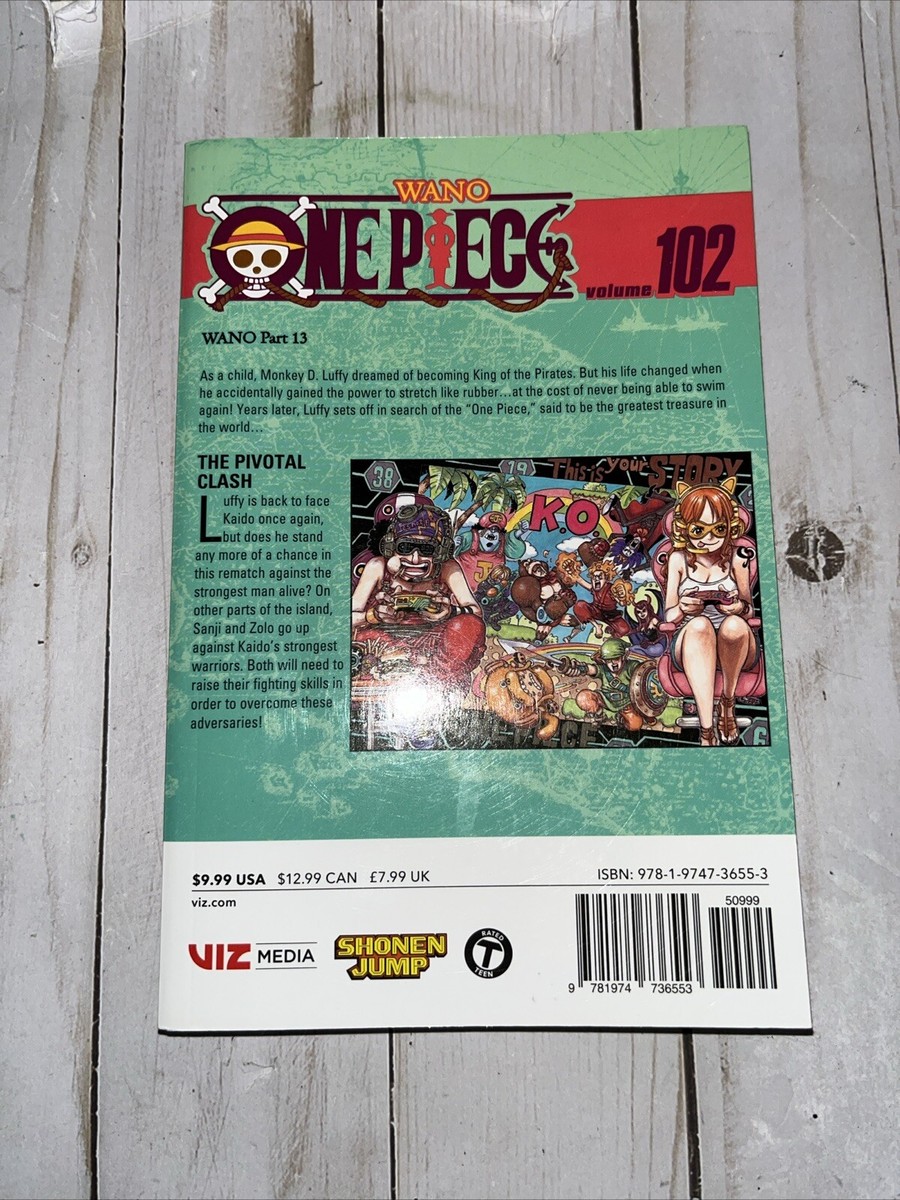 WANO
ONE PIECE
volume 102
WANO Part 13
As a child, Monkey D. Luffy dreamed of becoming King of the Pirates. But his life changed when
he accidentally gained the power to stretch like rubber...at the cost of never being able to swim
again! Years later, Luffy sets off in search of the “One Piece,” said to be the greatest treasure in
the world...
THE PIVOTAL
CLASH
Luffy is back to face
Kaido once again,
but does he stand
any more of a chance in
this rematch against the
strongest man alive? On
other parts of the island,
Sanji and Zolo go up
against Kaido’s strongest
warriors. Both will need to
raise their fighting skills in
order to overcome these
adversaries!
38
19
This is your STORY
K.O.
J
$9.99 USA $12.99 CAN £7.99 UK
ISBN: 978-1-9747-3655-3
viz.com
50999
VIZ MEDIA
SHONEN
JUMP
RATED
T
TEEN
9 781974 736553